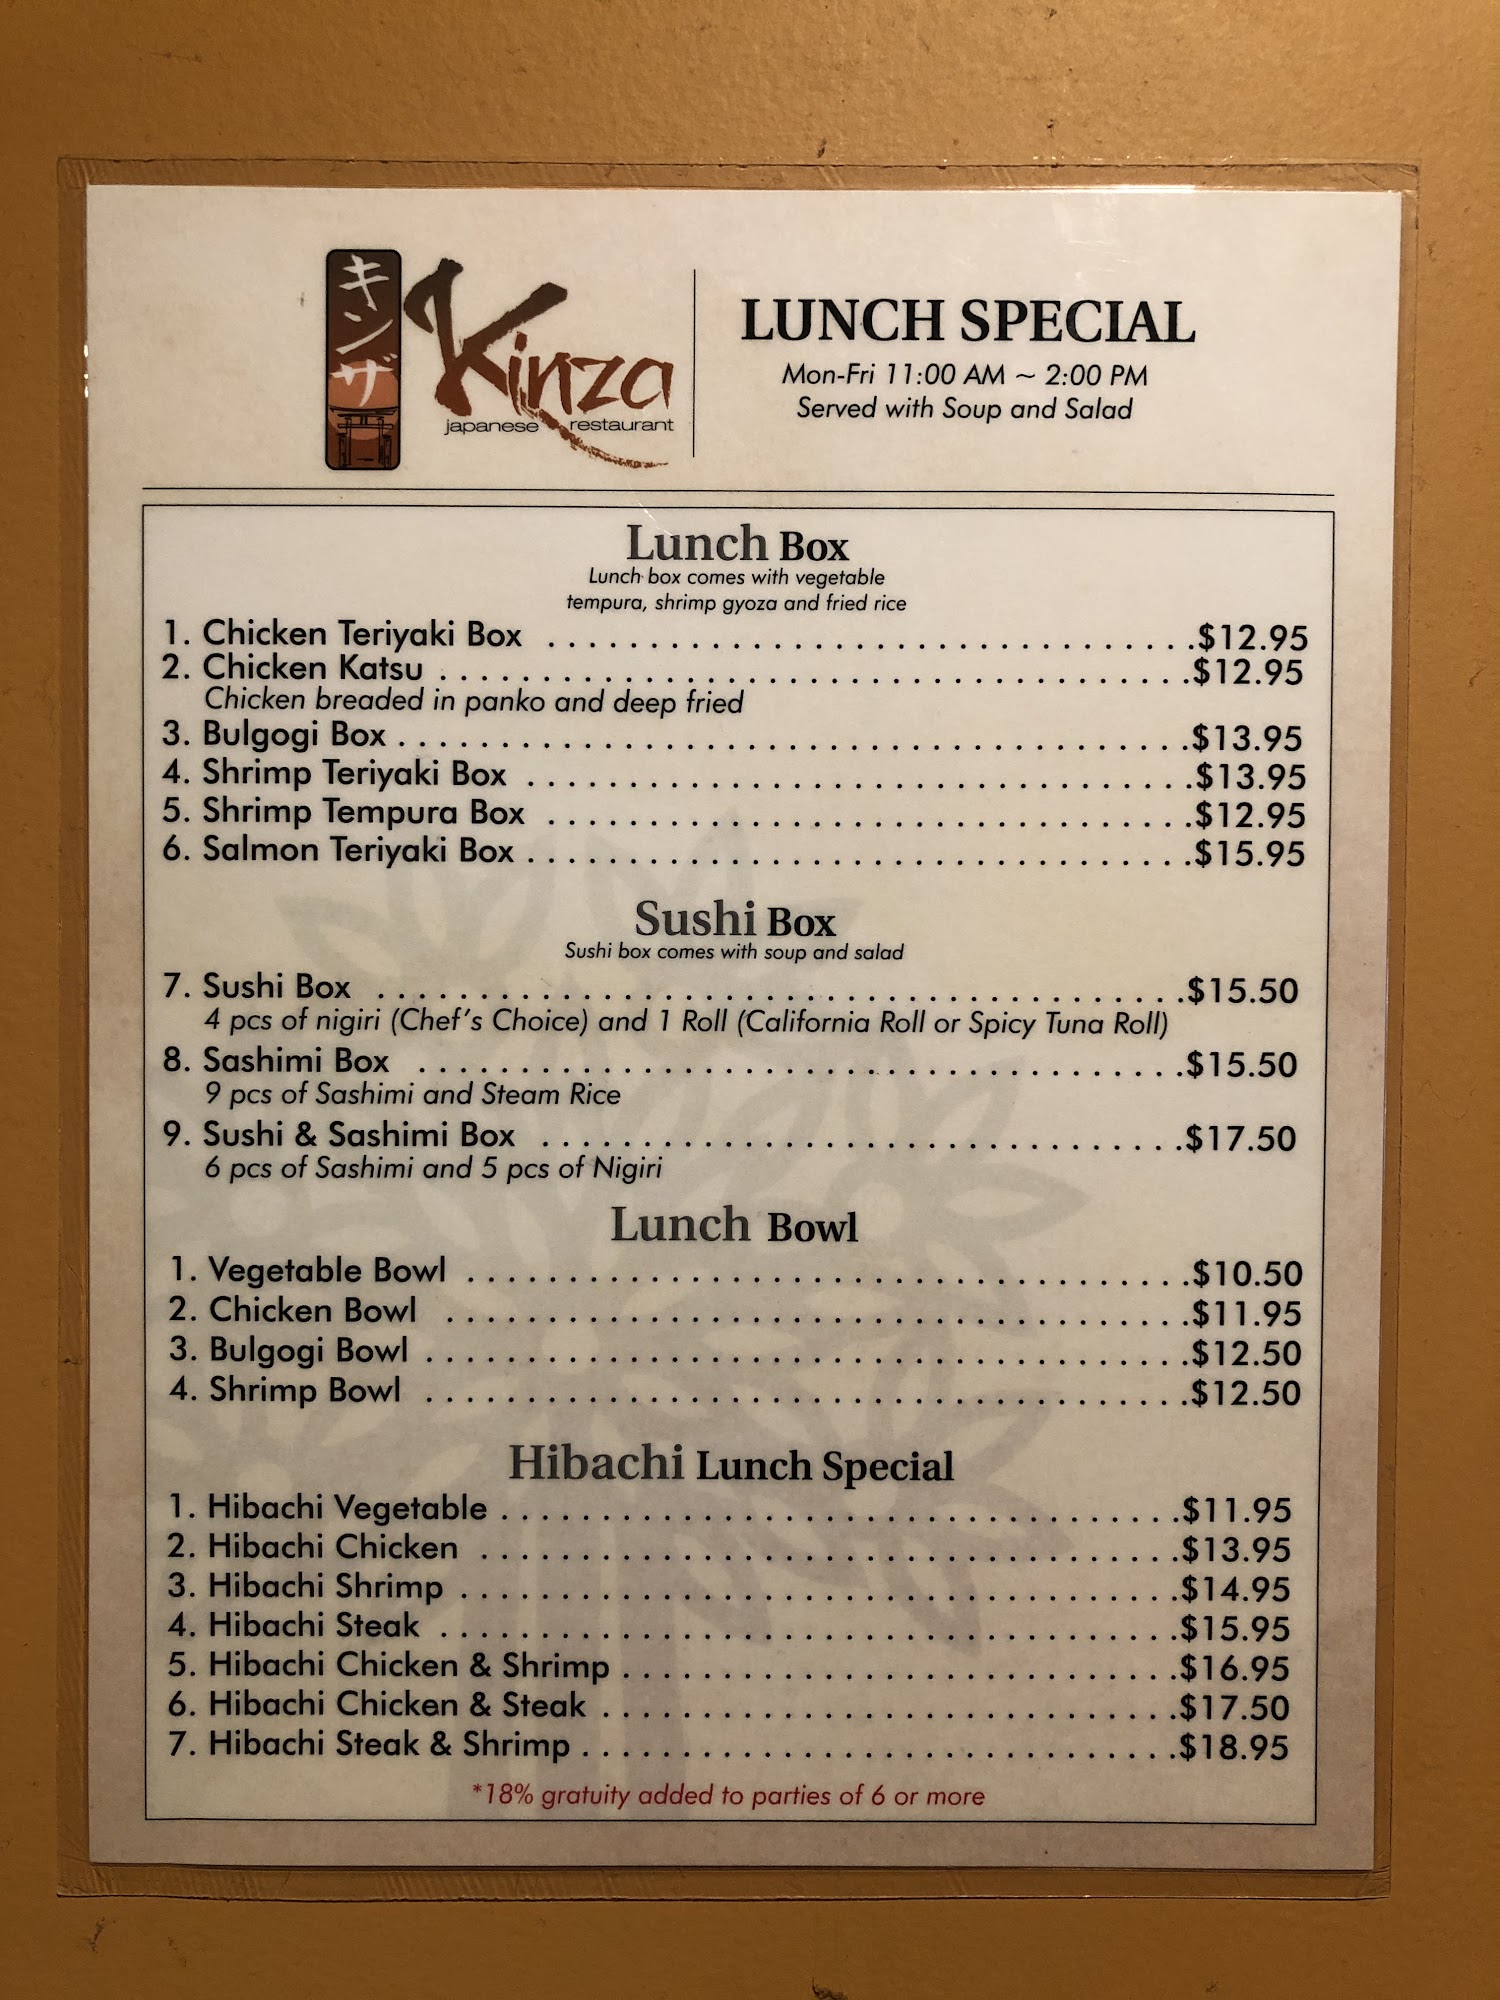 キンザ
Kinza
japanese restaurant
LUNCH SPECIAL
Mon-Fri 11:00 AM ~ 2:00 PM
Served with Soup and Salad
Lunch Box
Lunch box comes with vegetable
tempura, shrimp gyoza and fried rice
1. Chicken Teriyaki Box $12.95
2. Chicken Katsu $12.95
Chicken breaded in panko and deep fried
3. Bulgogi Box $13.95
4. Shrimp Teriyaki Box $13.95
5. Shrimp Tempura Box $12.95
6. Salmon Teriyaki Box $15.95
Sushi Box
Sushi box comes with soup and salad
7. Sushi Box $15.50
4 pcs of nigiri (Chef's Choice) and 1 Roll (California Roll or Spicy Tuna Roll)
8. Sashimi Box $15.50
9 pcs of Sashimi and Steam Rice
9. Sushi & Sashimi Box $17.50
6 pcs of Sashimi and 5 pcs of Nigiri
Lunch Bowl
1. Vegetable Bowl $10.50
2. Chicken Bowl $11.95
3. Bulgogi Bowl $12.50
4. Shrimp Bowl $12.50
Hibachi Lunch Special
1. Hibachi Vegetable $11.95
2. Hibachi Chicken $13.95
3. Hibachi Shrimp $14.95
4. Hibachi Steak $15.95
5. Hibachi Chicken & Shrimp $16.95
6. Hibachi Chicken & Steak $17.50
7. Hibachi Steak & Shrimp $18.95
*18% gratuity added to parties of 6 or more